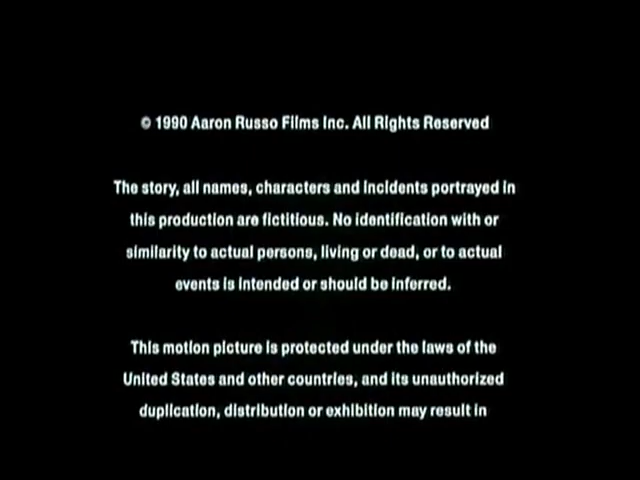 © 1990 Aaron Russo Films Inc. All Rights Reserved
The story, all names, characters and incidents portrayed in
this production are fictitious. No identification with or
similarity to actual persons, living or dead, or to actual
events is intended or should be inferred.
This motion picture is protected under the laws of the
United States and other countries, and its unauthorized
duplication, distribution or exhibition may result in